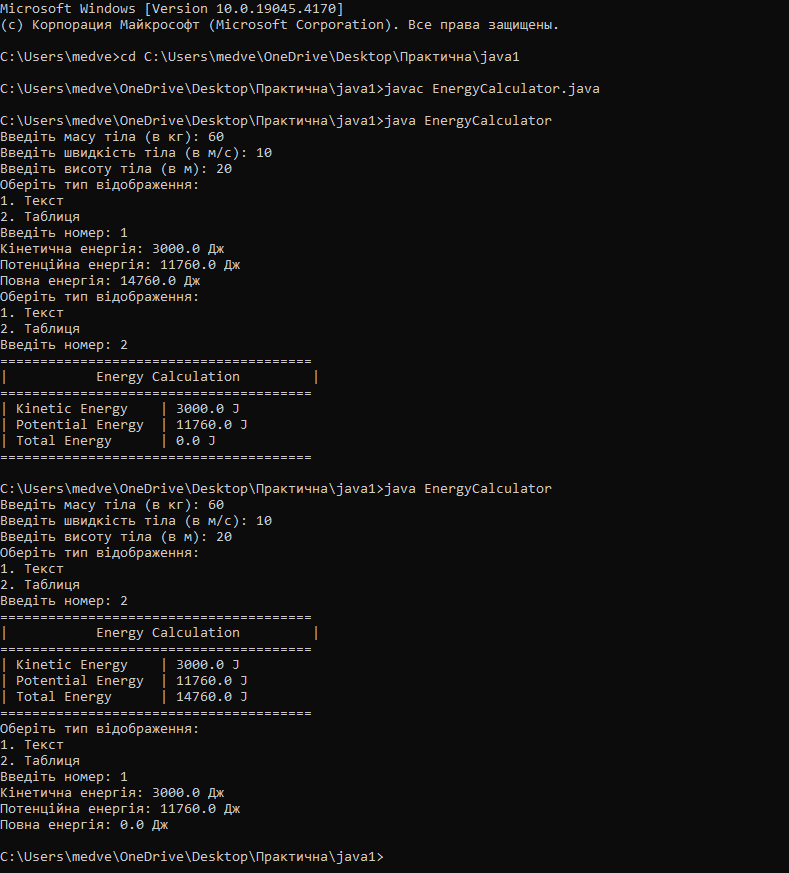 Microsoft Windows [Version 10.0.19045.4170]
(c) Корпорация Майкрософт (Microsoft Corporation). Все права защищены.
C:\Users\medve>cd C:\Users\medve\OneDrive\Desktop\Практична\java1
C:\Users\medve\OneDrive\Desktop\Практична\java1>javac EnergyCalculator.java
C:\Users\medve\OneDrive\Desktop\Практична\java1>java EnergyCalculator
Введіть масу тіла (в кг): 60
Введіть швидкість тіла (в м/с): 10
Введіть висоту тіла (в м): 20
Оберіть тип відображення:
1. Текст
2. Таблиця
Введіть номер: 1
Кінетична енергія: 3000.0 Дж
Потенційна енергія: 11760.0 Дж
Повна енергія: 14760.0 Дж
Оберіть тип відображення:
1. Текст
2. Таблиця
Введіть номер: 2
=======================================
|           Energy Calculation         |
=======================================
| Kinetic Energy    | 3000.0 J
| Potential Energy  | 11760.0 J
| Total Energy      | 0.0 J
=======================================
C:\Users\medve\OneDrive\Desktop\Практична\java1>java EnergyCalculator
Введіть масу тіла (в кг): 60
Введіть швидкість тіла (в м/с): 10
Введіть висоту тіла (в м): 20
Оберіть тип відображення:
1. Текст
2. Таблиця
Введіть номер: 2
=======================================
|           Energy Calculation         |
=======================================
| Kinetic Energy    | 3000.0 J
| Potential Energy  | 11760.0 J
| Total Energy      | 14760.0 J
=======================================
Оберіть тип відображення:
1. Текст
2. Таблиця
Введіть номер: 1
Кінетична енергія: 3000.0 Дж
Потенційна енергія: 11760.0 Дж
Повна енергія: 0.0 Дж
C:\Users\medve\OneDrive\Desktop\Практична\java1>